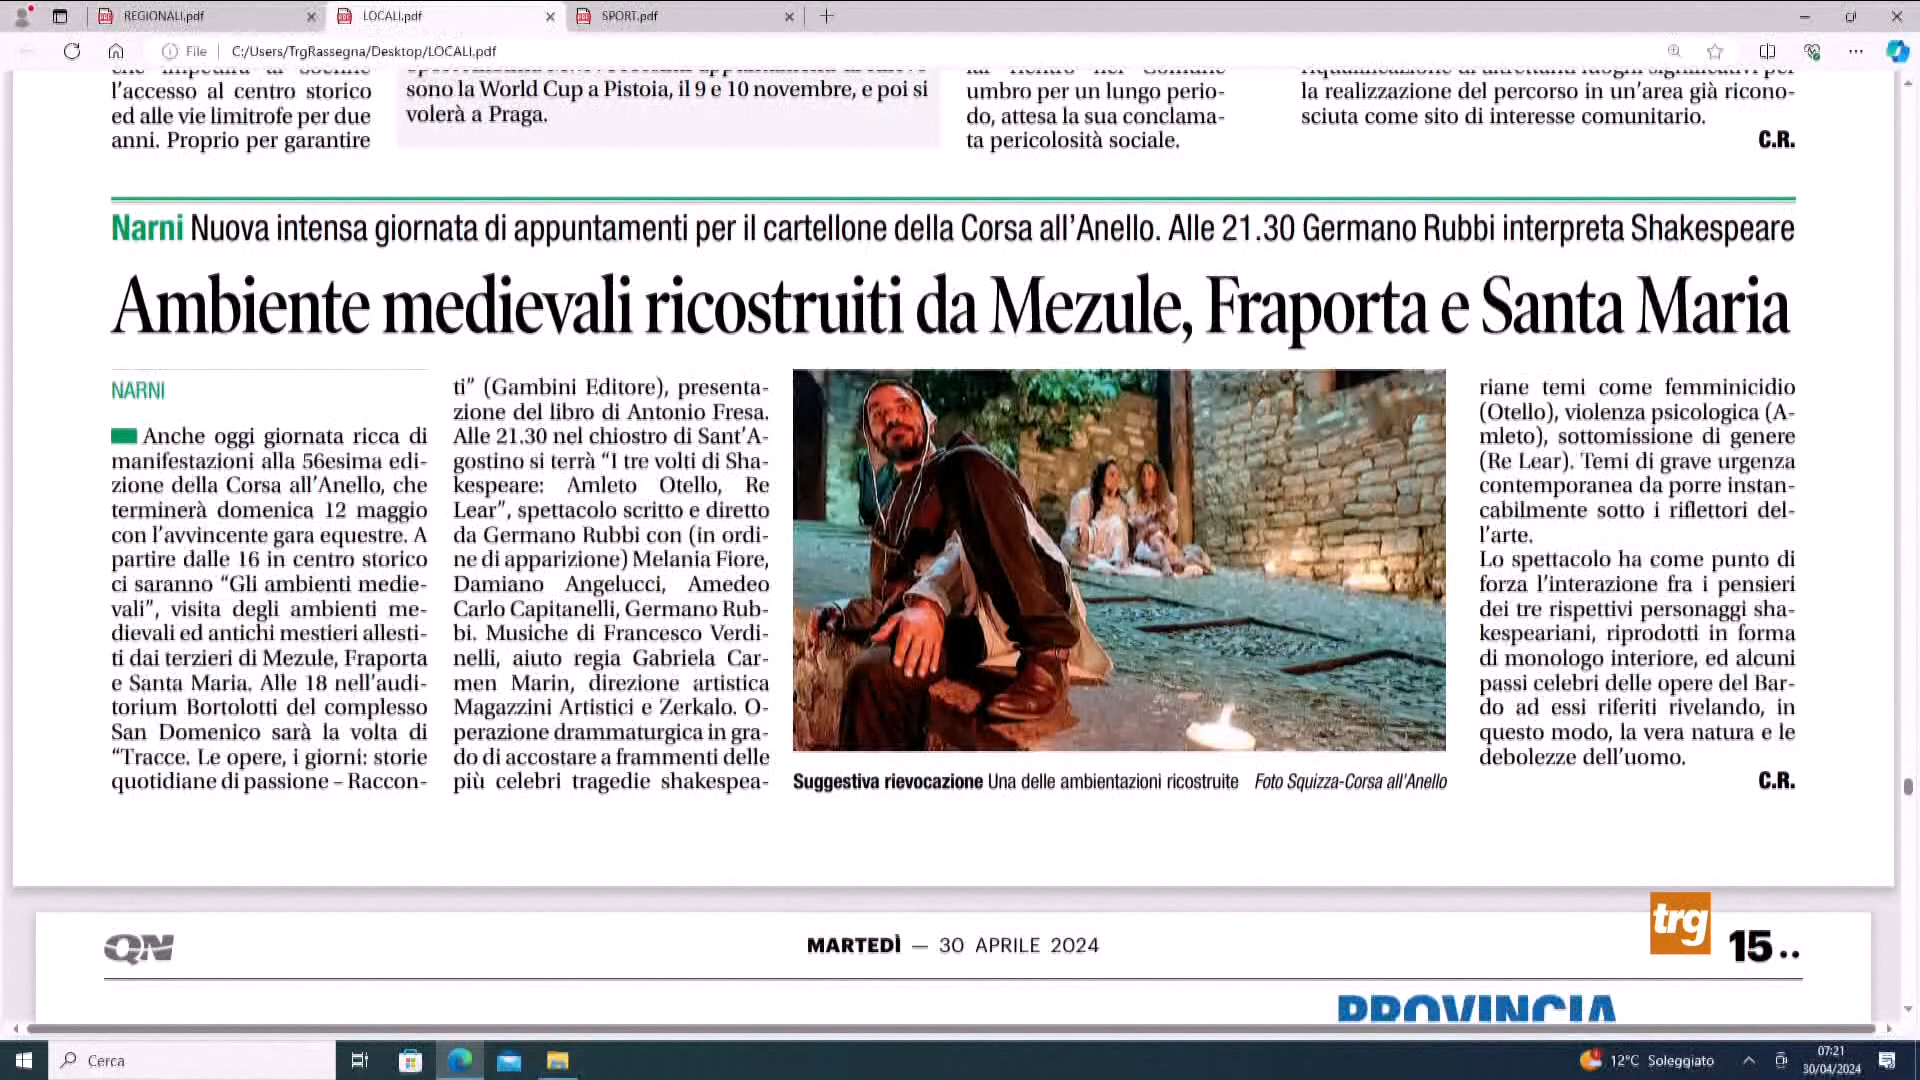 REGIONALI.pdf
LOCALI.pdf
SPORT.pdf
File
C:/Users/TrgRassegna/Desktop/LOCALI.pdf
l'accesso al centro storico
ed alle vie limitrofe per due
anni. Proprio per garantire
sono la World Cup a Pistoia, il 9 e 10 novembre, e poi si
volerà a Praga.
umbro per un lungo perio-
do, attesa la sua conclama-
ta pericolosità sociale.
riqualificazione di altrettanti luoghi significativi per
la realizzazione del percorso in un'area già ricono-
sciuta come sito di interesse comunitario.
C.R.
Narni Nuova intensa giornata di appuntamenti per il cartellone della Corsa all'Anello. Alle 21.30 Germano Rubbi interpreta Shakespeare
Ambiente medievali ricostruiti da Mezule, Fraporta e Santa Maria
NARNI
Anche oggi giornata ricca di
manifestazioni alla 56esima edi-
zione della Corsa all'Anello, che
terminerà domenica 12 maggio
con l'avvincente gara equestre. A
partire dalle 16 in centro storico
ci saranno "Gli ambienti medie-
vali", visita degli ambienti me-
dievali ed antichi mestieri allesti-
ti dai terzieri di Mezule, Fraporta
e Santa Maria. Alle 18 nell'audi-
torium Bortolotti del complesso
San Domenico sarà la volta di
"Tracce. Le opere, i giorni: storie
quotidiane di passione – Raccon-
ti" (Gambini Editore), presenta-
zione del libro di Antonio Fresa.
Alle 21.30 nel chiostro di Sant'A-
gostino si terrà "I tre volti di Sha-
kespeare: Amleto Otello, Re
Lear", spettacolo scritto e diretto
da Germano Rubbi con (in ordi-
ne di apparizione) Melania Fiore,
Damiano Angelucci, Amedeo
Carlo Capitanelli, Germano Rub-
bi. Musiche di Francesco Verdi-
nelli, aiuto regia Gabriela Car-
men Marin, direzione artistica
Magazzini Artistici e Zerkalo. O-
perazione drammaturgica in gra-
do di accostare a frammenti delle
più celebri tragedie shakespea-
Suggestiva rievocazione Una delle ambientazioni ricostruite Foto Squizza-Corsa all'Anello
riane temi come femminicidio
(Otello), violenza psicologica (A-
mleto), sottomissione di genere
(Re Lear). Temi di grave urgenza
contemporanea da porre instan-
cabilmente sotto i riflettori del-
l'arte.
Lo spettacolo ha come punto di
forza l'interazione fra i pensieri
dei tre rispettivi personaggi sha-
kespeariani, riprodotti in forma
di monologo interiore, ed alcuni
passi celebri delle opere del Bar-
do ad essi riferiti rivelando, in
questo modo, la vera natura e le
debolezze dell'uomo.
C.R.
QN
MARTEDÌ — 30 APRILE 2024
trg
15..
PROVINCIA
Cerca
12°C Soleggiato
07:21
30/04/2024